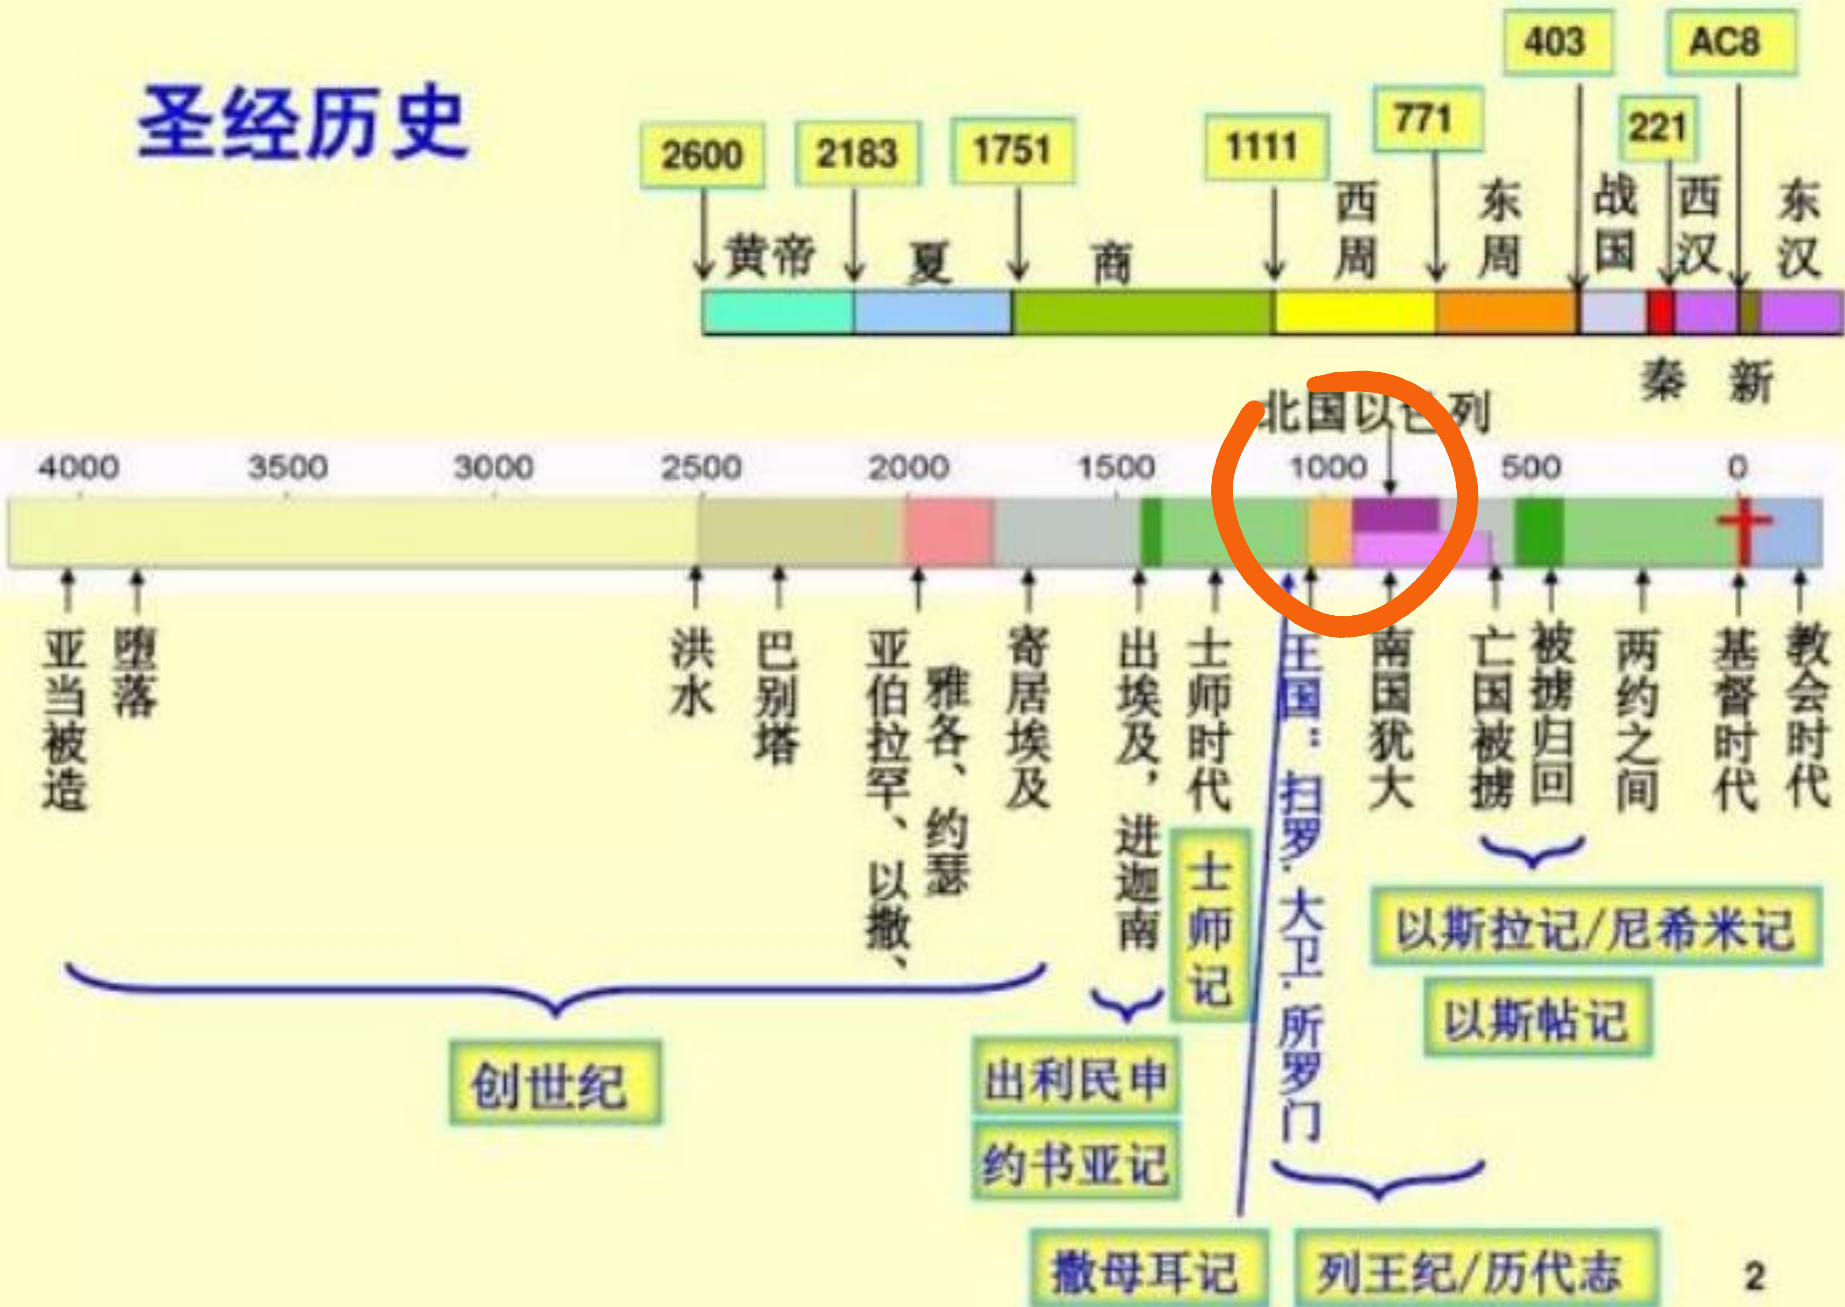 圣经历史
403
AC8
2600
2183
1751
1111
771
221
黄帝
夏
商
西周
东周
战国
西汉
东汉
秦
新
北国以色列
4000
3500
3000
2500
2000
1500
1000
500
0
亚当被造
堕落
洪水
巴别塔
亚伯拉罕、以撒、
雅各、约瑟
寄居埃及
出埃及，进迦南
士师时代
王国：扫罗.大卫.所罗门
南国犹大
亡国被掳
被掳归回
两约之间
基督时代
教会时代
创世纪
出利民申
约书亚记
士师记
以斯拉记/尼希米记
以斯帖记
撒母耳记
列王纪/历代志
2